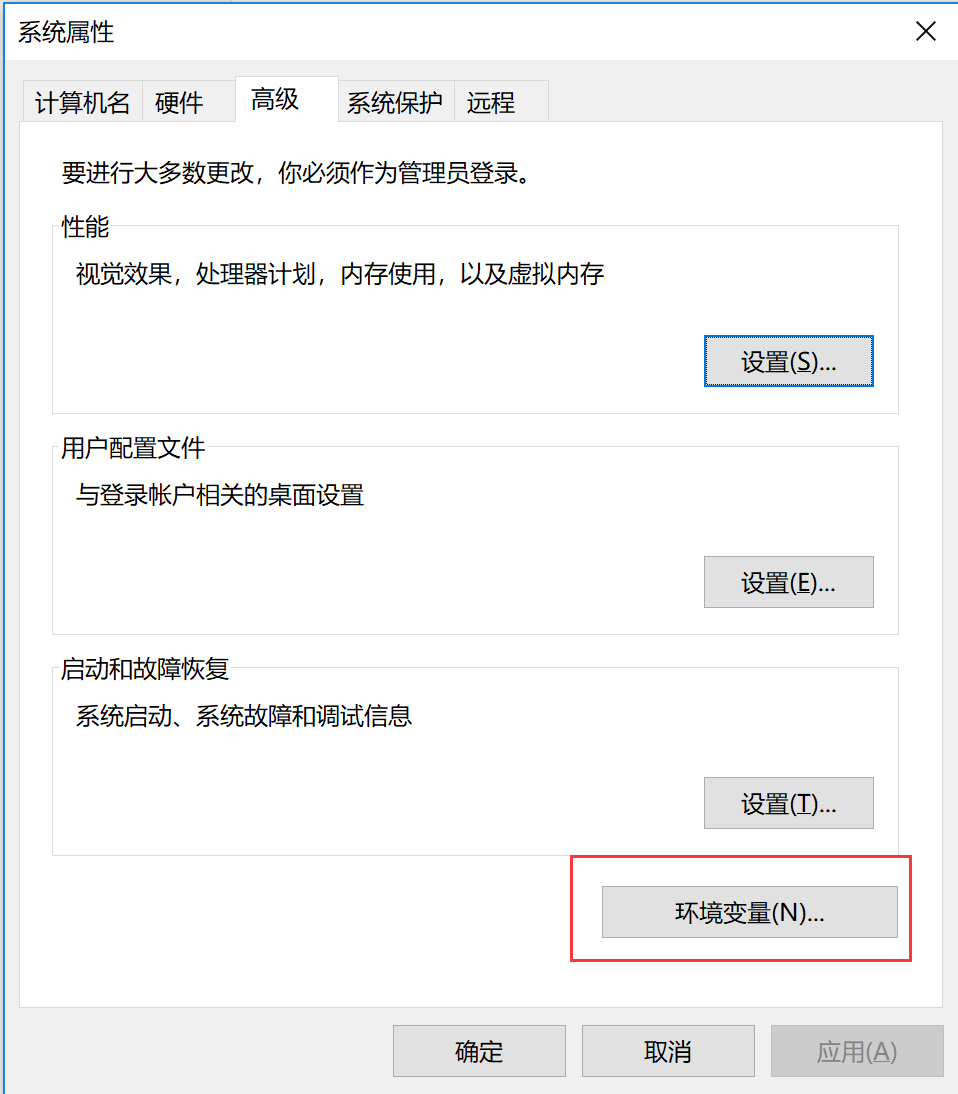 系统属性
计算机名 硬件 高级 系统保护 远程
要进行大多数更改，你必须作为管理员登录。
性能
视觉效果，处理器计划，内存使用，以及虚拟内存
设置(S)...
用户配置文件
与登录帐户相关的桌面设置
设置(E)...
启动和故障恢复
系统启动、系统故障和调试信息
设置(T)...
环境变量(N)...
确定 取消 应用(A)